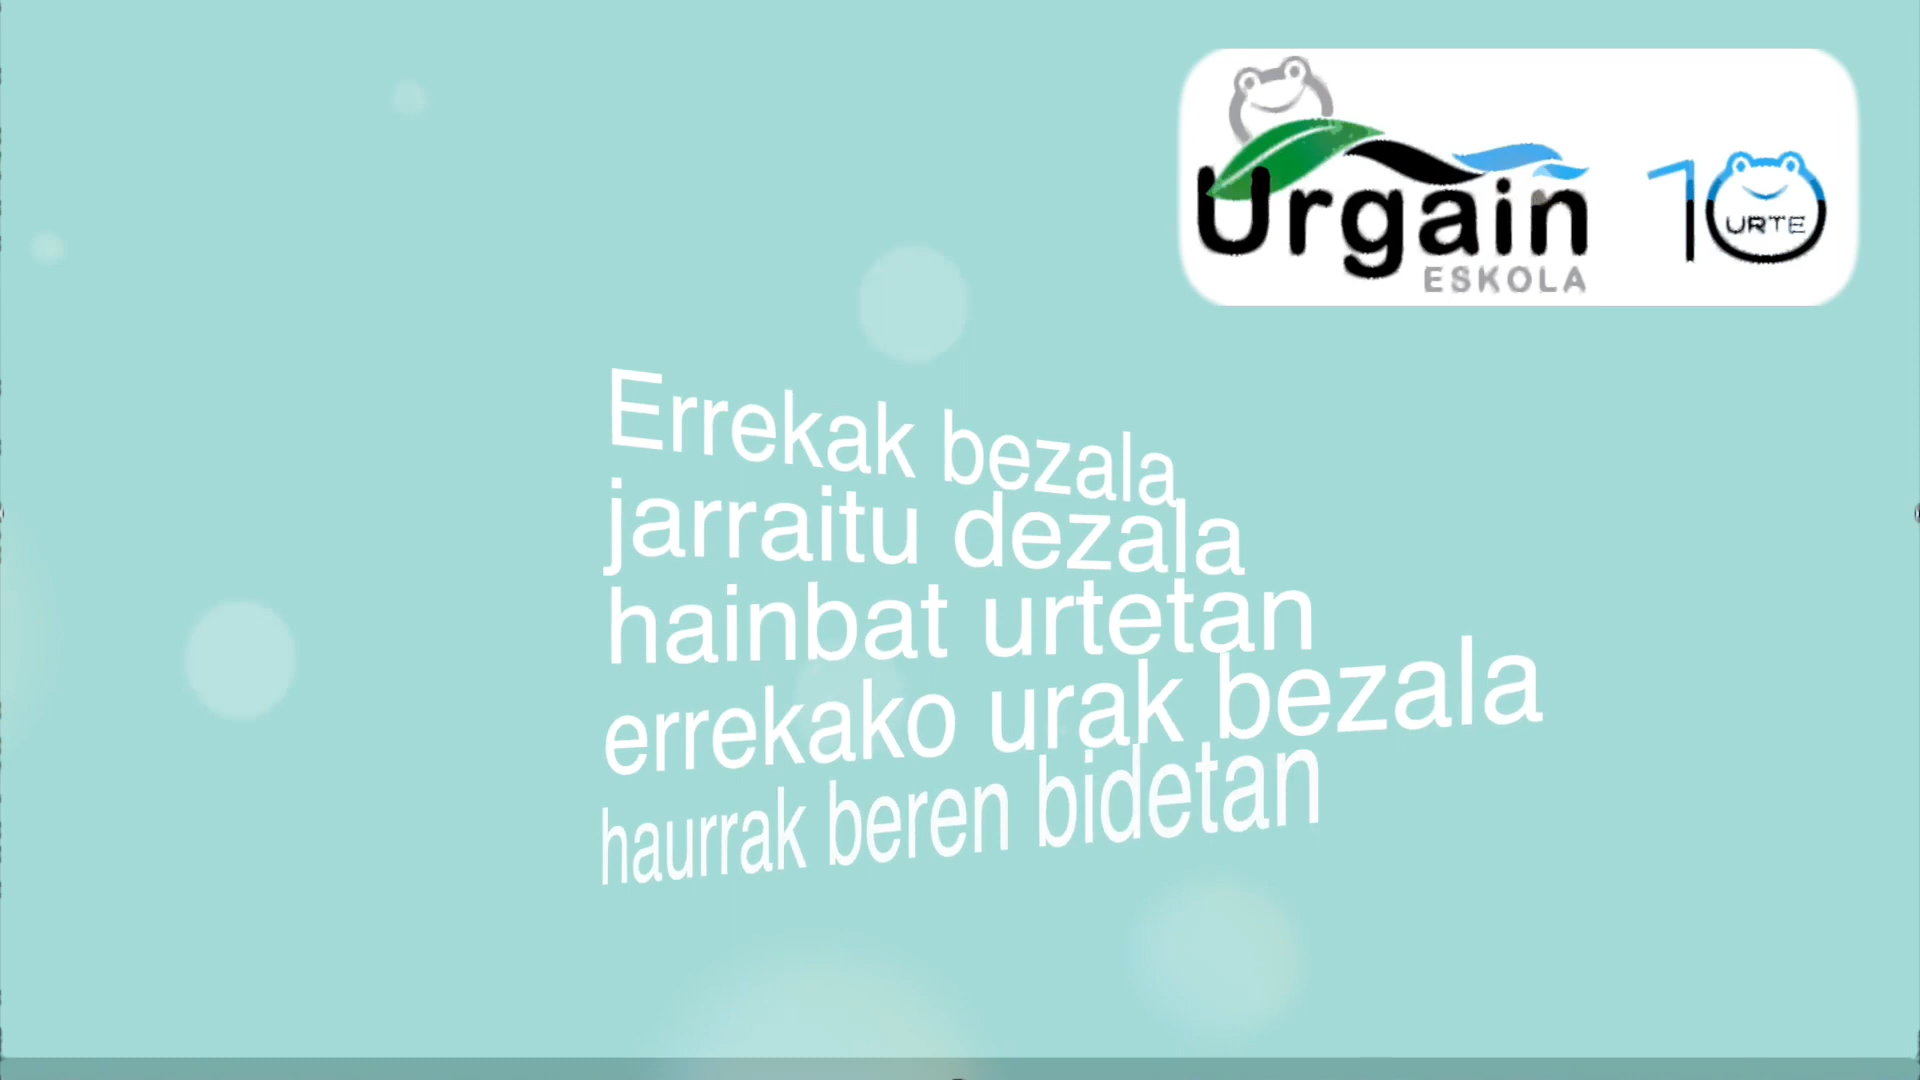 Urgain
ESKOLA
10
URTE
Errekak bezala
jarraitu dezala
hainbat urtetan
errekako urak bezala
haurrak beren bidetan